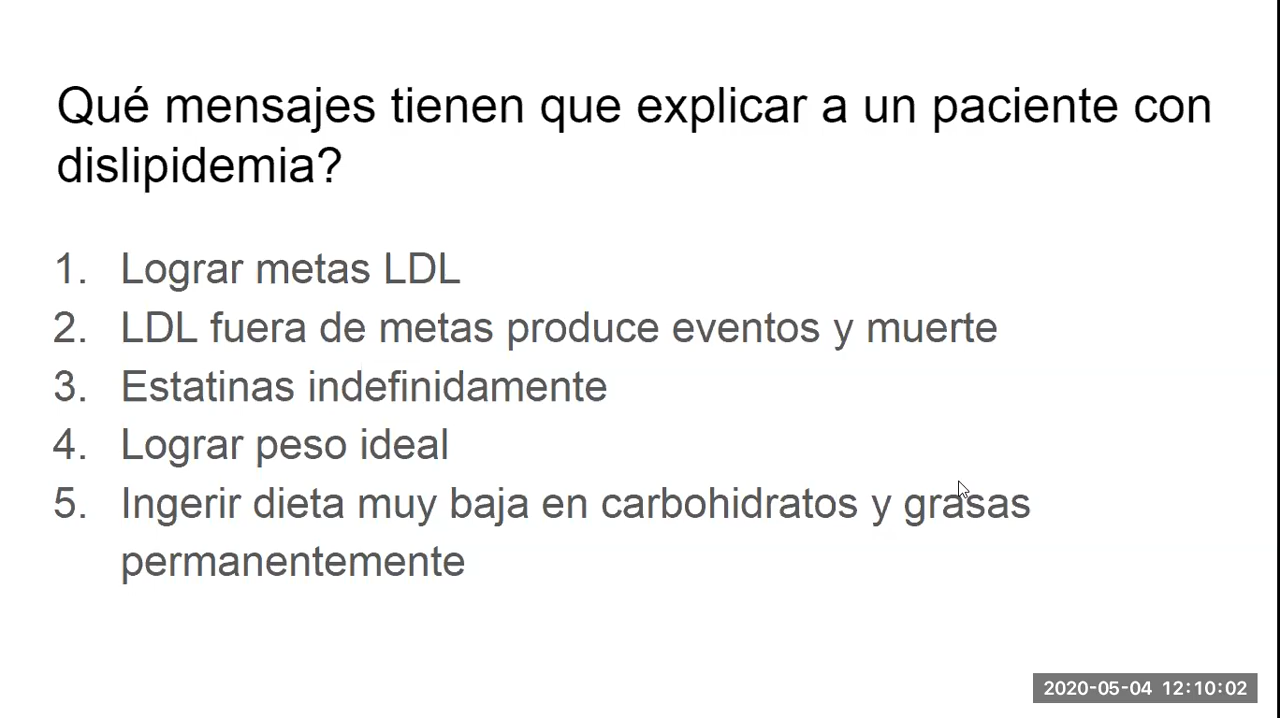 Qué mensajes tienen que explicar a un paciente con
dislipidemia?
1. Lograr metas LDL
2. LDL fuera de metas produce eventos y muerte
3. Estatinas indefinidamente
4. Lograr peso ideal
5. Ingerir dieta muy baja en carbohidratos y grasas
permanentemente
2020-05-04 12:10:02